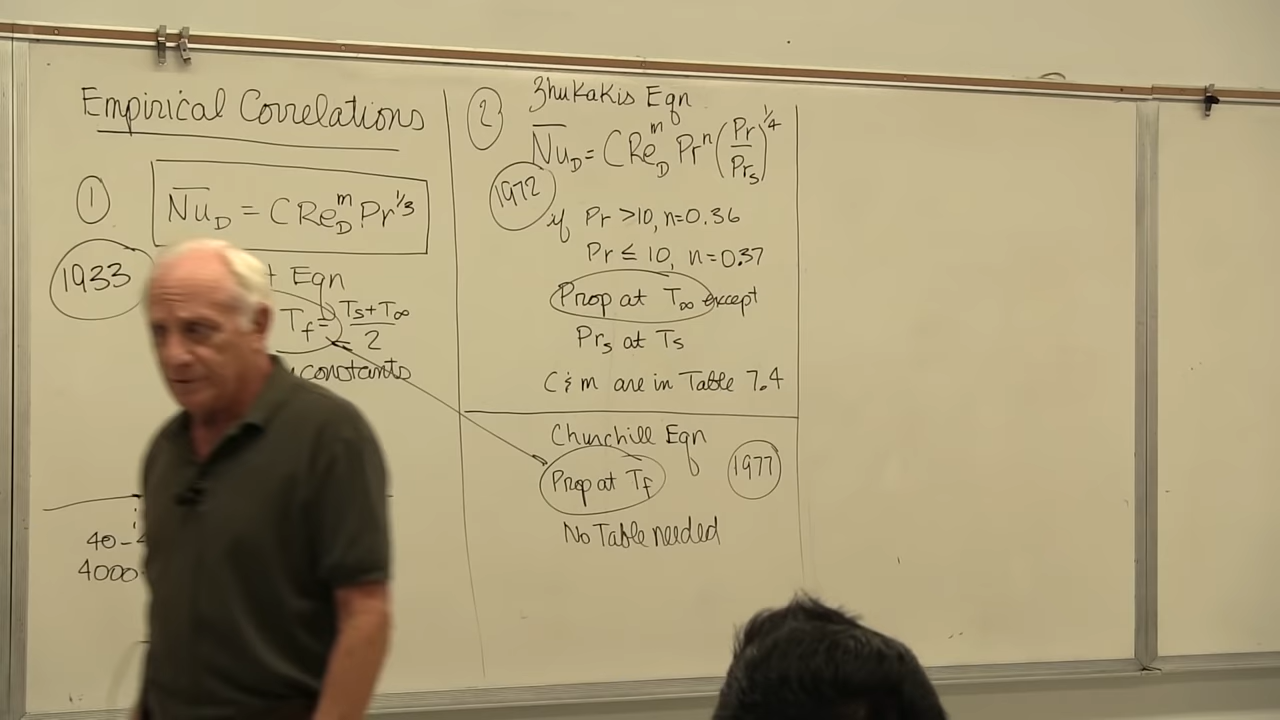 Empirical Correlations
1
N̅u̅_D = C Re_D^m Pr^1/3
1933
Eqn
T_f = (T_s + T_∞)/2
constants
40-
4000
2
Zhukakis Eqn
N̅u̅_D = C Re_D^m Pr^n (Pr/Pr_s)^1/4
1972
if Pr >10, n=0.36
Pr ≤ 10, n=0.37
Prop at T_∞ except
Pr_s at T_s
C & m are in Table 7.4
Churchill Eqn
Prop at T_f
1977
No Table needed